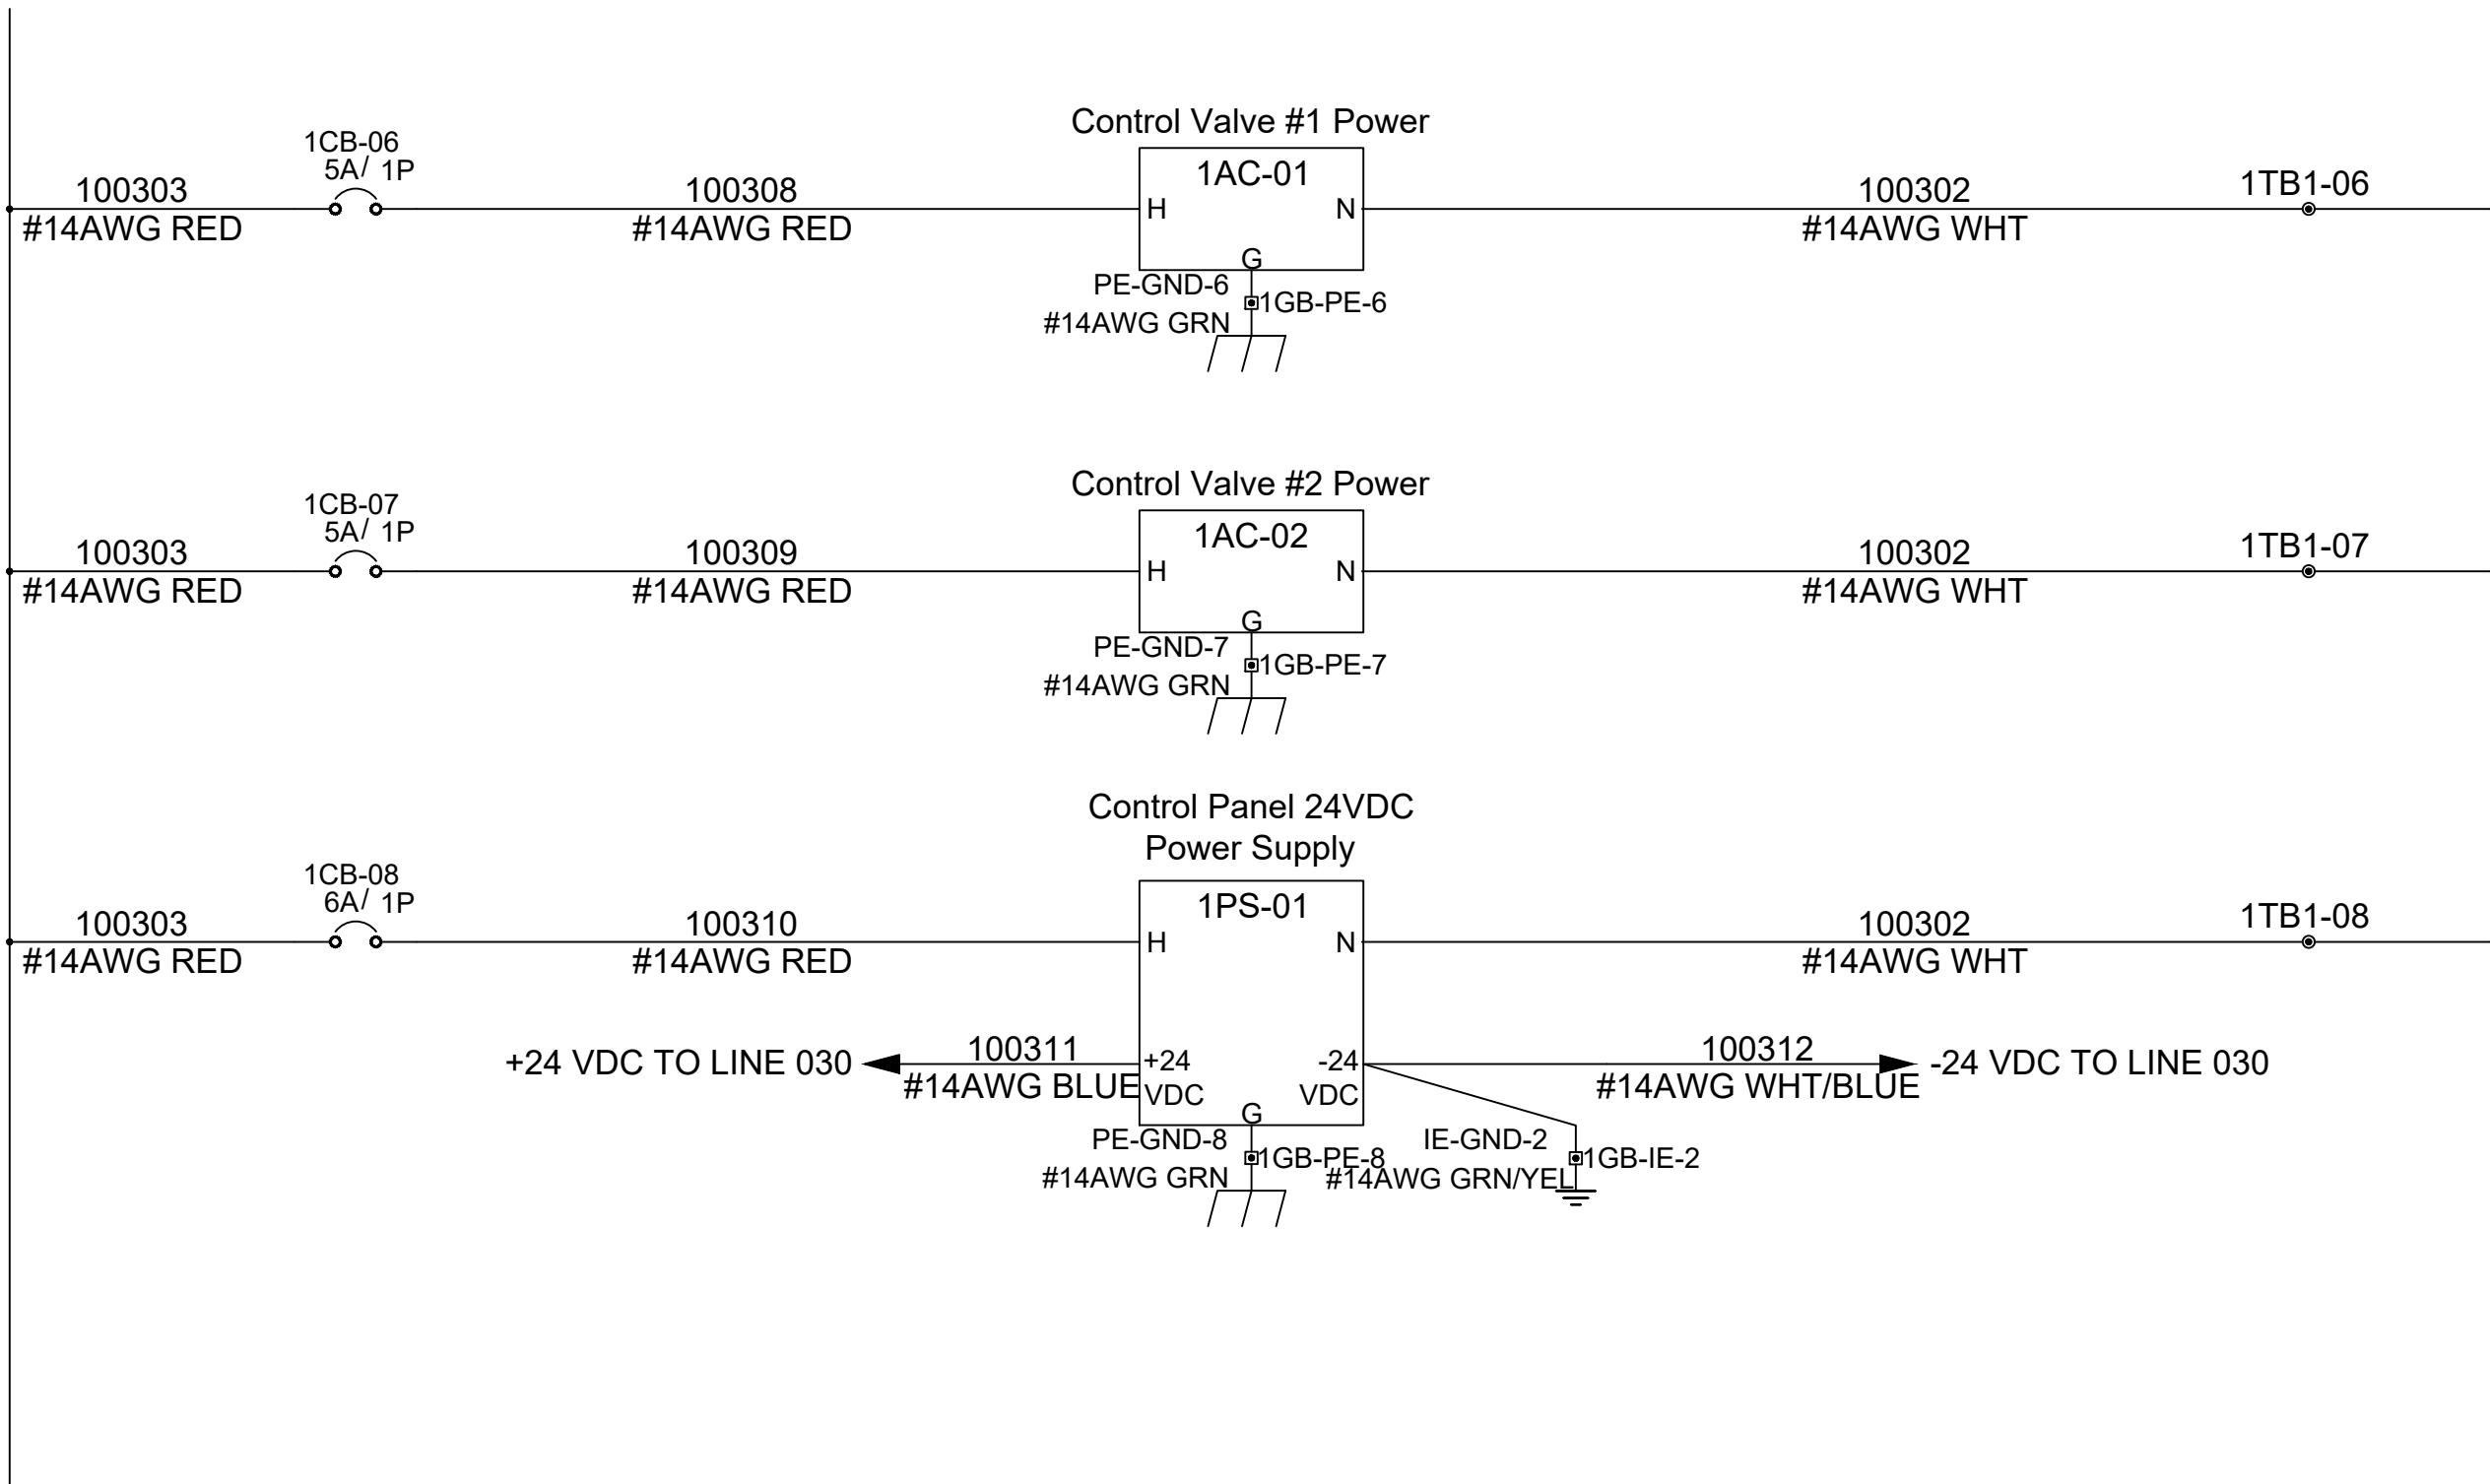 Control Valve #1 Power
1CB-06
5A/ 1P
1AC-01
100303
100308
100302
1TB1-06
H
N
#14AWG RED
#14AWG RED
#14AWG WHT
G
PE-GND-6
1GB-PE-6
#14AWG GRN
Control Valve #2 Power
1CB-07
5A/ 1P
1AC-02
100303
100309
100302
1TB1-07
H
N
#14AWG RED
#14AWG RED
#14AWG WHT
G
PE-GND-7
1GB-PE-7
#14AWG GRN
Control Panel 24VDC
Power Supply
1CB-08
6A/ 1P
1PS-01
100303
100310
100302
1TB1-08
H
N
#14AWG RED
#14AWG RED
#14AWG WHT
+24 VDC TO LINE 030
100311
#14AWG BLUE
+24
VDC
-24
VDC
100312
#14AWG WHT/BLUE
-24 VDC TO LINE 030
G
PE-GND-8
1GB-PE-8
#14AWG GRN
IE-GND-2
1GB-IE-2
#14AWG GRN/YEL